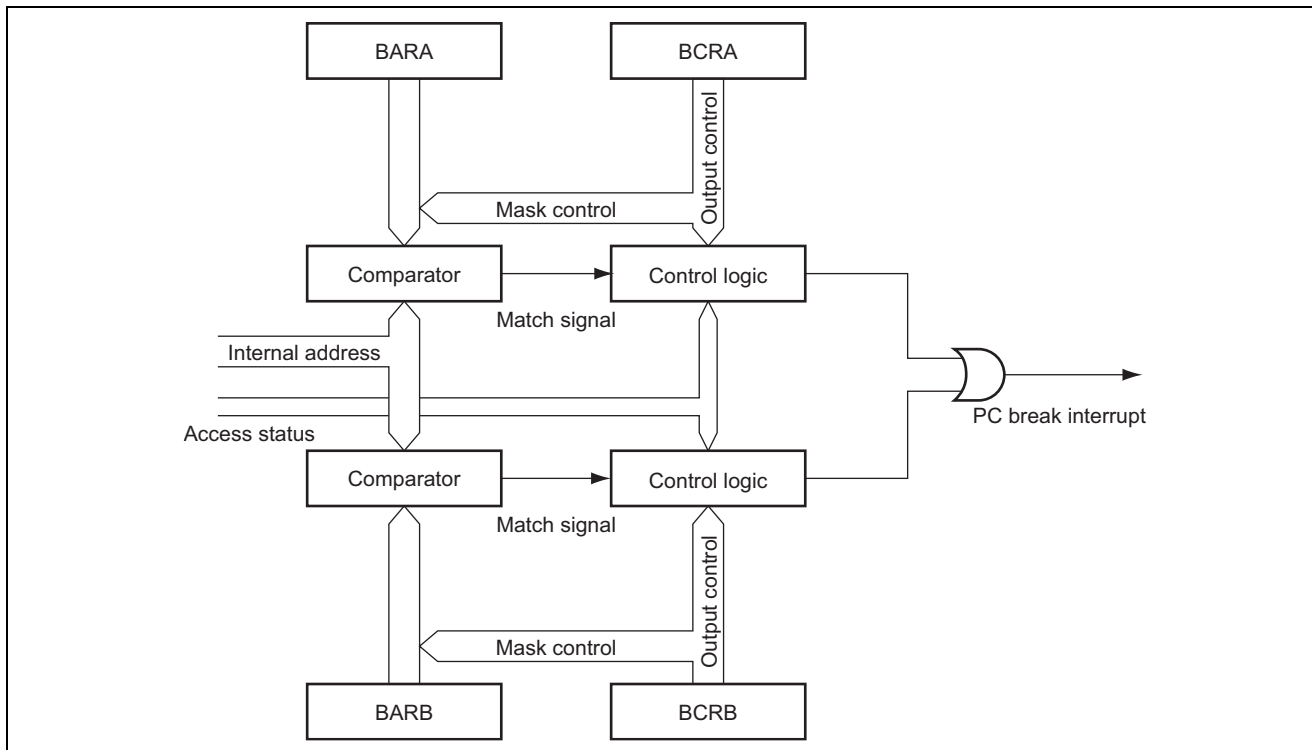 BARA
BCRA
Output control
Mask control
Comparator
Control logic
Match signal
Internal address
Access status
PC break interrupt
Comparator
Control logic
Match signal
Output control
Mask control
BARB
BCRB